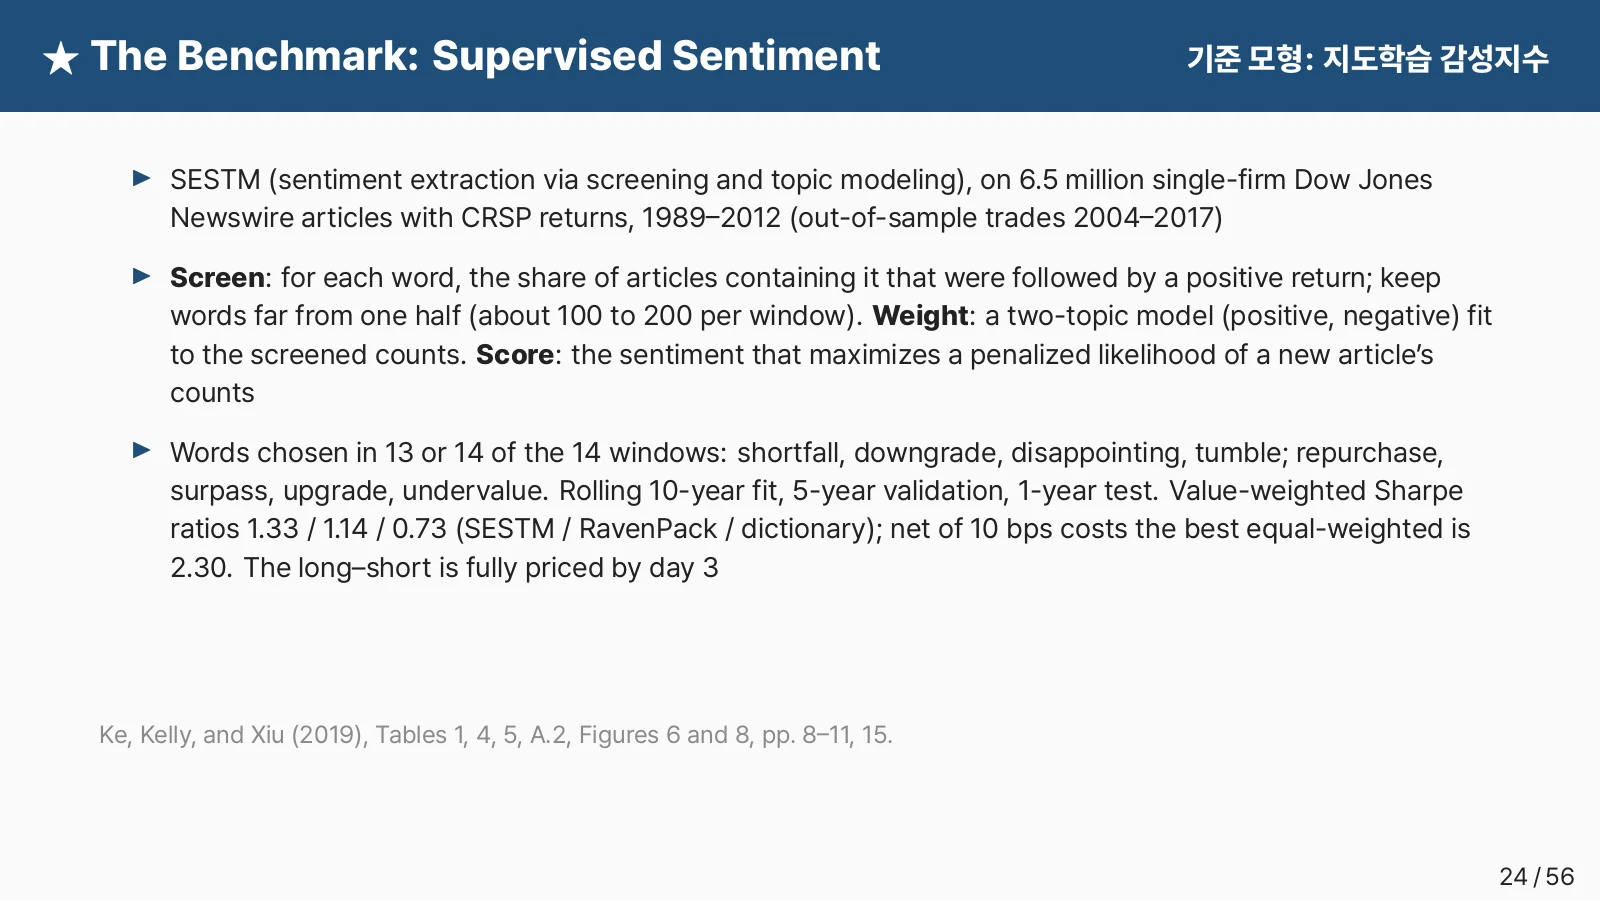 ★ The Benchmark: Supervised Sentiment
기준 모형: 지도학습 감성지수
▶ SESTM (sentiment extraction via screening and topic modeling), on 6.5 million single-firm Dow Jones
Newswire articles with CRSP returns, 1989–2012 (out-of-sample trades 2004–2017)
▶ Screen: for each word, the share of articles containing it that were followed by a positive return; keep
words far from one half (about 100 to 200 per window). Weight: a two-topic model (positive, negative) fit
to the screened counts. Score: the sentiment that maximizes a penalized likelihood of a new article’s
counts
▶ Words chosen in 13 or 14 of the 14 windows: shortfall, downgrade, disappointing, tumble; repurchase,
surpass, upgrade, undervalue. Rolling 10-year fit, 5-year validation, 1-year test. Value-weighted Sharpe
ratios 1.33 / 1.14 / 0.73 (SESTM / RavenPack / dictionary); net of 10 bps costs the best equal-weighted is
2.30. The long–short is fully priced by day 3
Ke, Kelly, and Xiu (2019), Tables 1, 4, 5, A.2, Figures 6 and 8, pp. 8–11, 15.
24 / 56